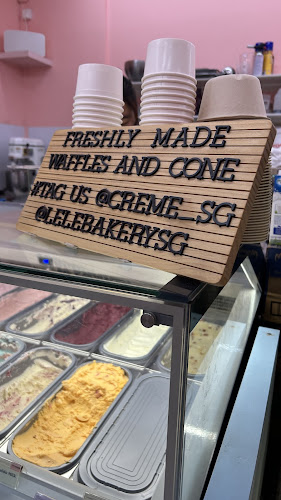 FRESHLY MADE
WAFFLES AND CONE
#TAG US @CREME_SG
@LELEBAKERYSG